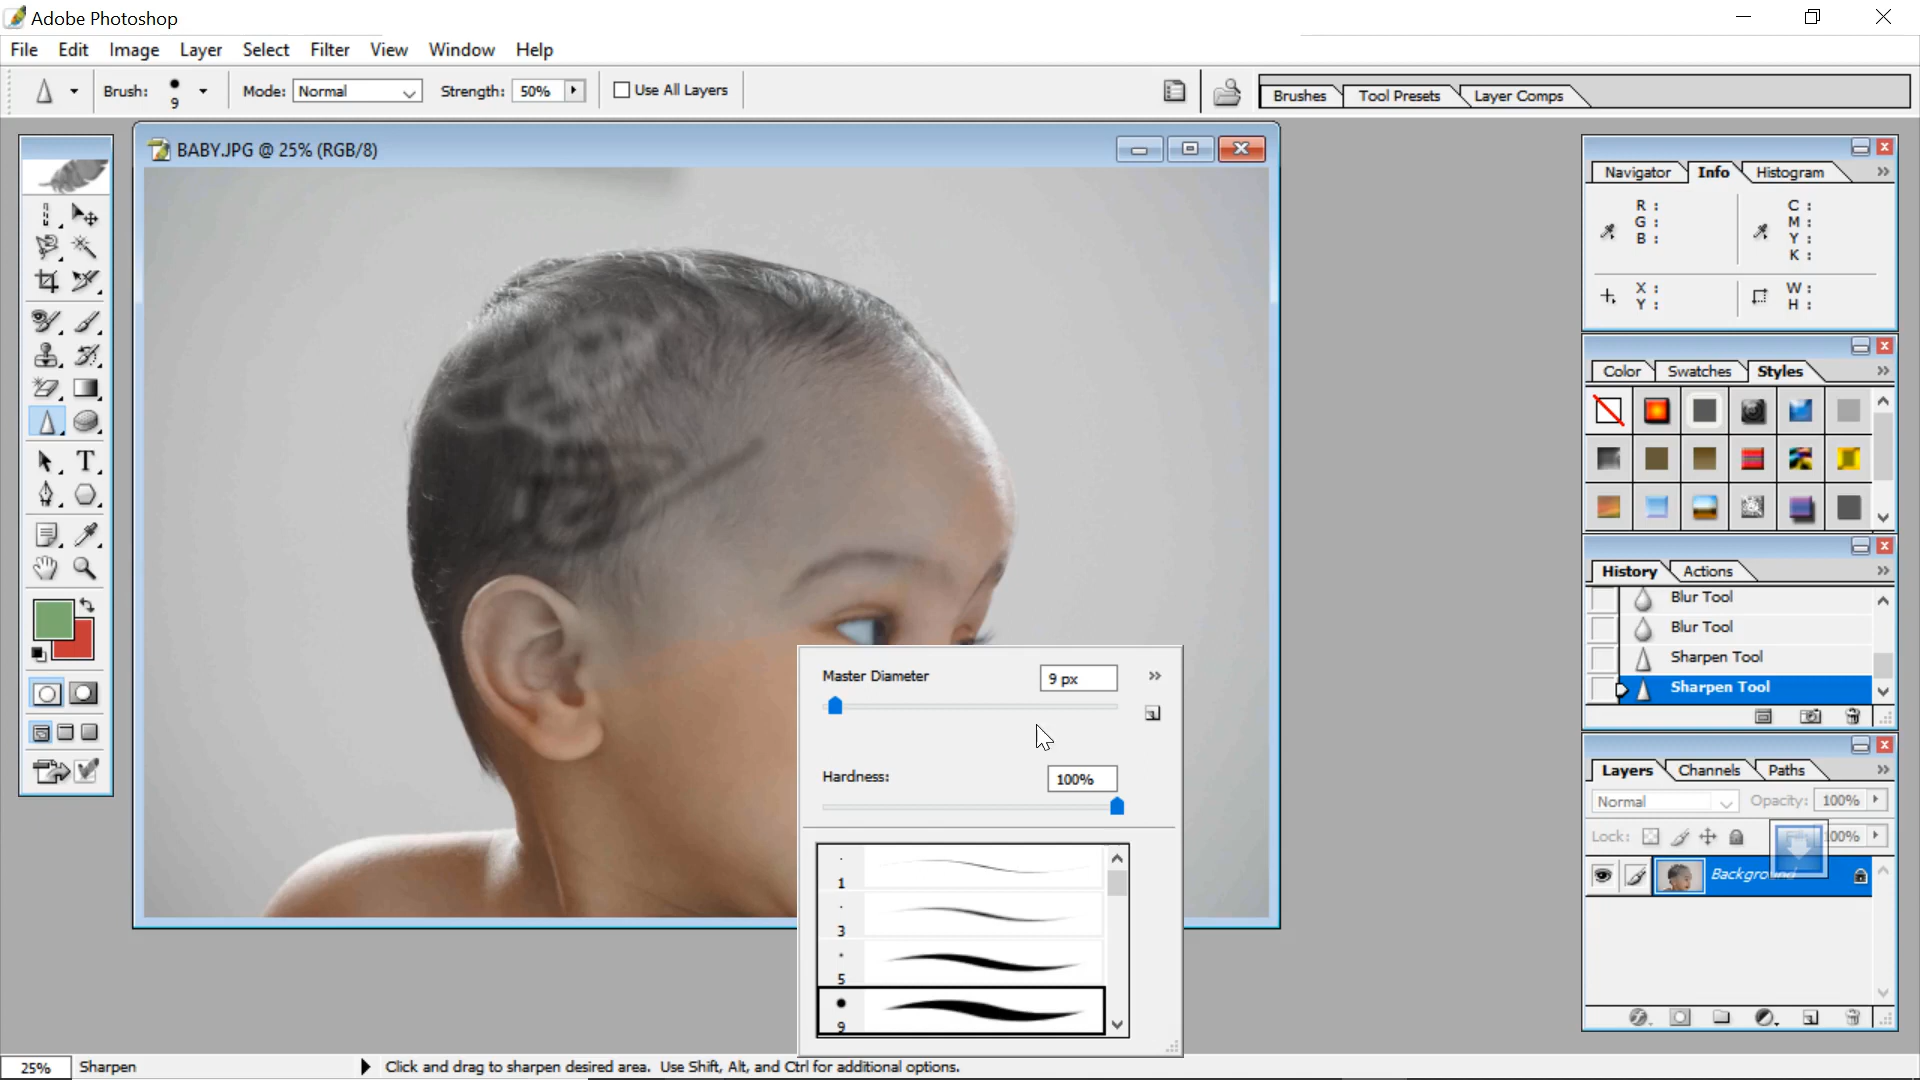 Adobe Photoshop
File Edit Image Layer Select Filter View Window Help
Brush: 9 Mode: Normal Strength: 50% Use All Layers Brushes Tool Presets Layer Comps
BABY.JPG @ 25% (RGB/8)
Navigator Info Histogram
R : C :
G : M :
B : Y :
K :
X : W :
Y : H :
Color Swatches Styles
History Actions
Blur Tool
Blur Tool
Sharpen Tool
Sharpen Tool
Master Diameter 9 px
Hardness: 100%
1
3
5
9
Layers Channels Paths
Normal Opacity: 100%
Lock: 100%
Background
25% Sharpen Click and drag to sharpen desired area. Use Shift, Alt, and Ctrl for additional options.